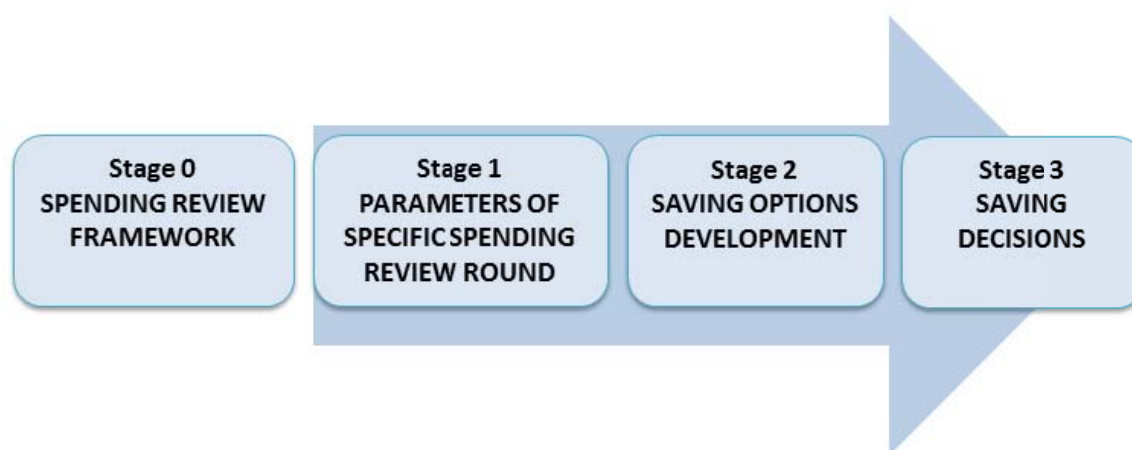 Stage 0
SPENDING REVIEW
FRAMEWORK
Stage 1
PARAMETERS OF
SPECIFIC SPENDING
REVIEW ROUND
Stage 2
SAVING OPTIONS
DEVELOPMENT
Stage 3
SAVING
DECISIONS